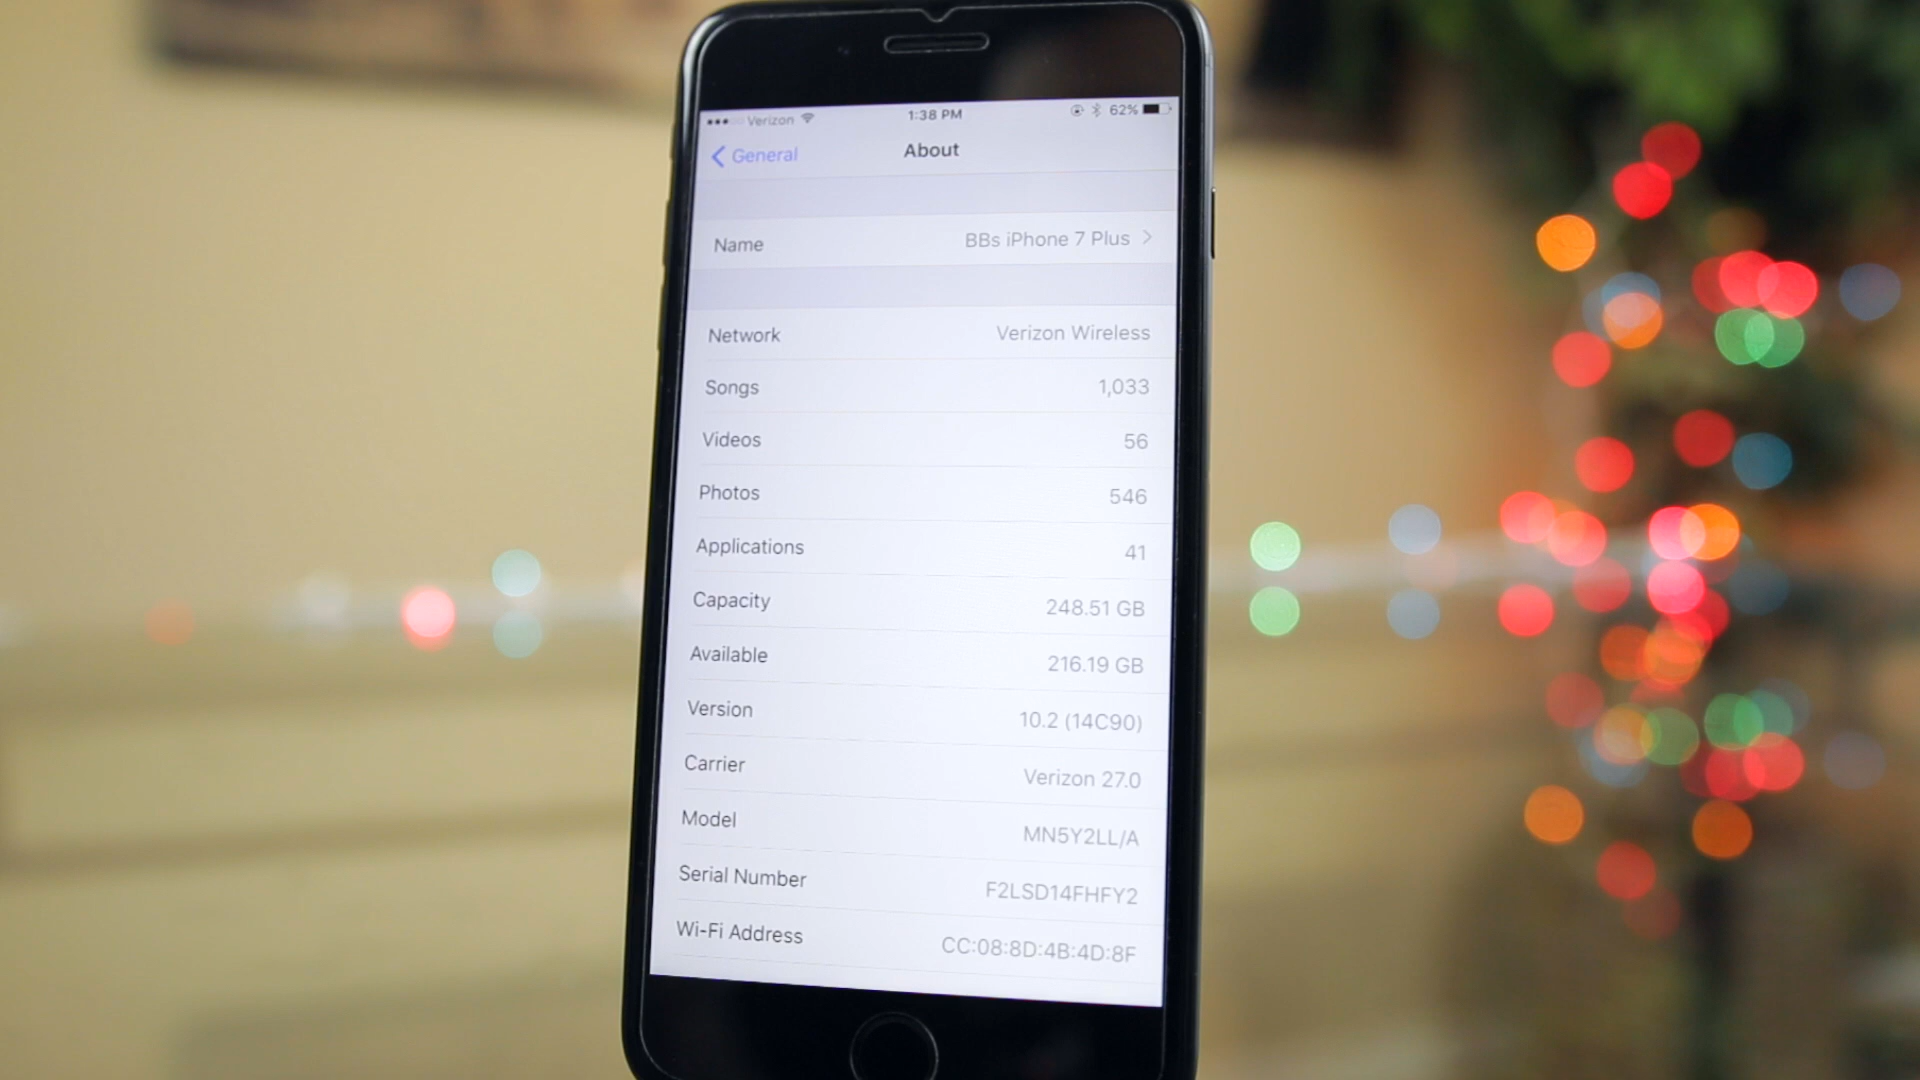 Verizon 1:38 PM 62%
General About
Name BBs iPhone 7 Plus
Network Verizon Wireless
Songs 1,033
Videos 56
Photos 546
Applications 41
Capacity 248.51 GB
Available 216.19 GB
Version 10.2 (14C90)
Carrier Verizon 27.0
Model MN5Y2LL/A
Serial Number F2LSD14FHFY2
Wi-Fi Address CC:08:8D:4B:4D:8F